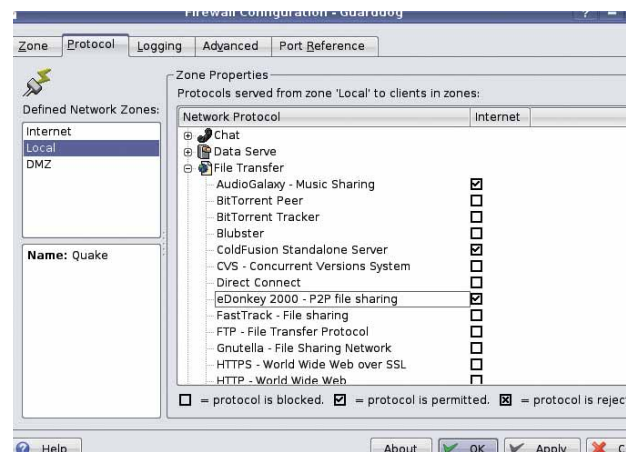 Firewall Configuration - Guarddog
Zone Protocol Logging Advanced Port Reference
Defined Network Zones:
Internet
Local
DMZ
Name: Quake
Zone Properties
Protocols served from zone 'Local' to clients in zones:
Network Protocol Internet
Chat
Data Serve
File Transfer
AudioGalaxy - Music Sharing
BitTorrent Peer
BitTorrent Tracker
Blubster
ColdFusion Standalone Server
CVS - Concurrent Versions System
Direct Connect
eDonkey 2000 - P2P file sharing
FastTrack - File sharing
FTP - File Transfer Protocol
Gnutella - File Sharing Network
HTTPS - World Wide Web over SSL
HTTP - World Wide Web
= protocol is blocked. = protocol is permitted. = protocol is rejec
Help About OK Apply C